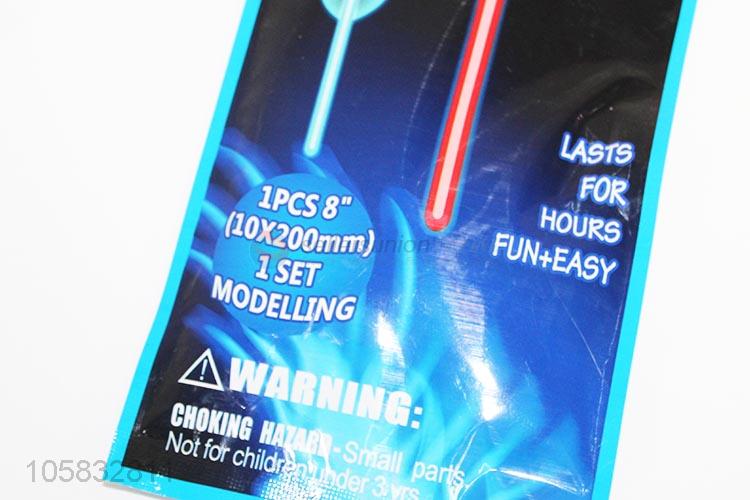 LASTS
FOR
HOURS
FUN+EASY
1PCS 8"
(10X200mm)
1 SET
MODELLING
WARNING:
CHOKING HAZARD-Small parts
Not for children under 3 yrs